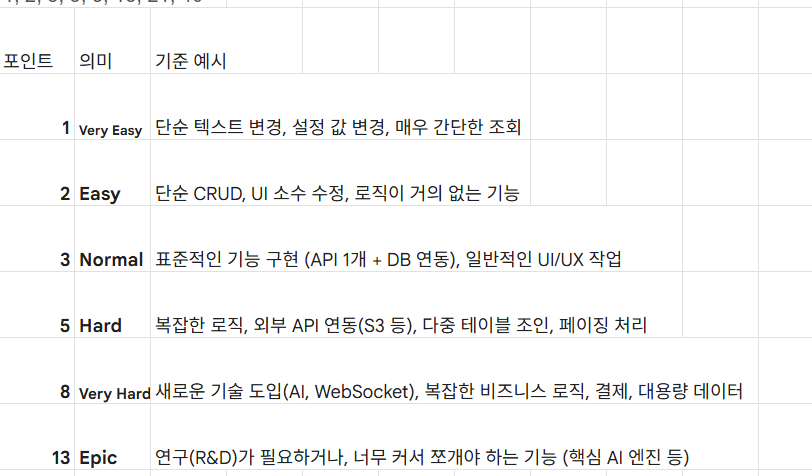 포인트 의미 기준 예시
1 Very Easy 단순 텍스트 변경, 설정 값 변경, 매우 간단한 조회
2 Easy 단순 CRUD, UI 소수 수정, 로직이 거의 없는 기능
3 Normal 표준적인 기능 구현 (API 1개 + DB 연동), 일반적인 UI/UX 작업
5 Hard 복잡한 로직, 외부 API 연동(S3 등), 다중 테이블 조인, 페이징 처리
8 Very Hard 새로운 기술 도입(AI, WebSocket), 복잡한 비즈니스 로직, 결제, 대용량 데이터
13 Epic 연구(R&D)가 필요하거나, 너무 커서 쪼개야 하는 기능 (핵심 AI 엔진 등)